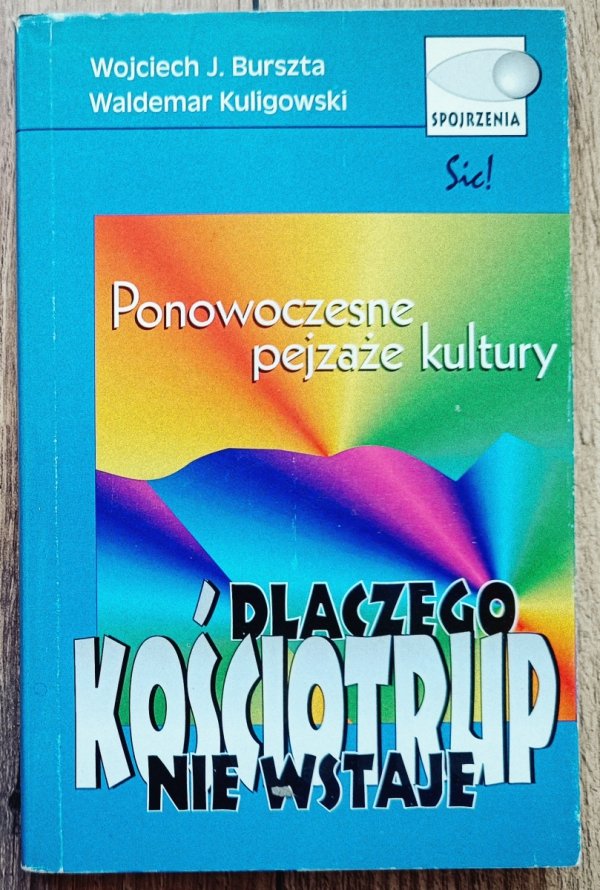 Wojciech J. Burszta
Waldemar Kuligowski
SPOJRZENIA
Sic!
Ponowoczesne
pejzaże kultury
DLACZEGO
KOŚCIOTRUP
NIE WSTAJE